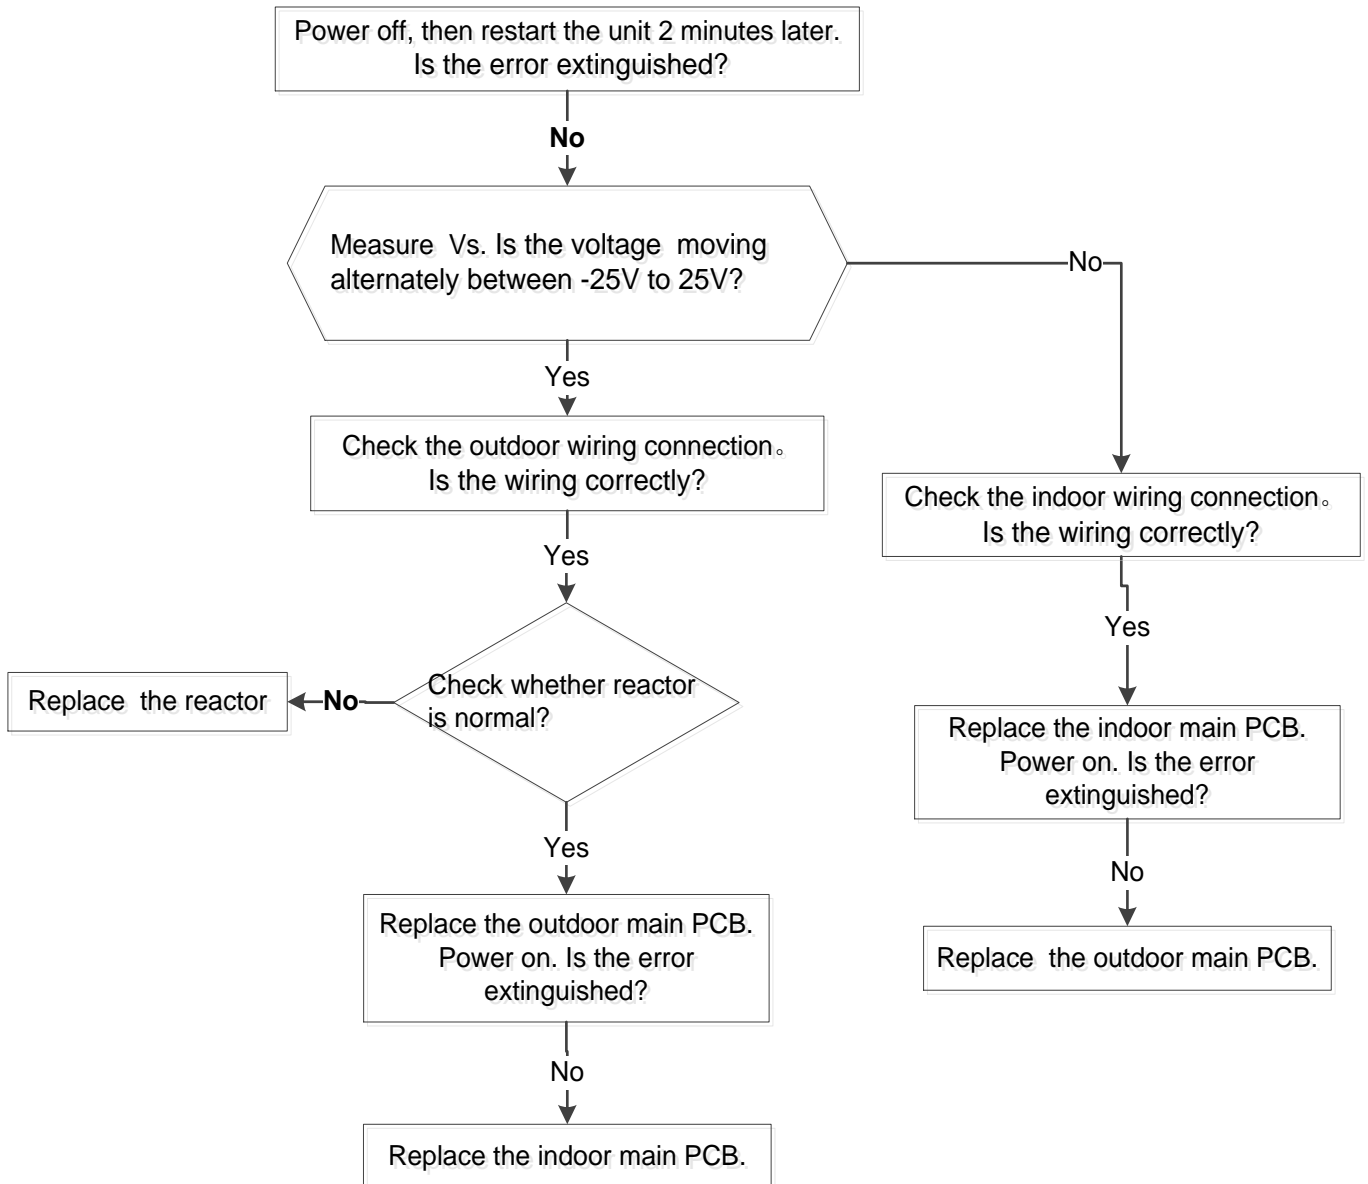 Power off, then restart the unit 2 minutes later.
Is the error extinguished?
No
Measure Vs. Is the voltage moving
alternately between -25V to 25V?
No
Yes
Check the outdoor wiring connection。
Is the wiring correctly?
Check the indoor wiring connection。
Is the wiring correctly?
Yes
Yes
Check whether reactor
is normal?
No
Replace the reactor
Replace the indoor main PCB.
Power on. Is the error
extinguished?
Yes
No
Replace the outdoor main PCB.
Power on. Is the error
extinguished?
Replace the outdoor main PCB.
No
Replace the indoor main PCB.